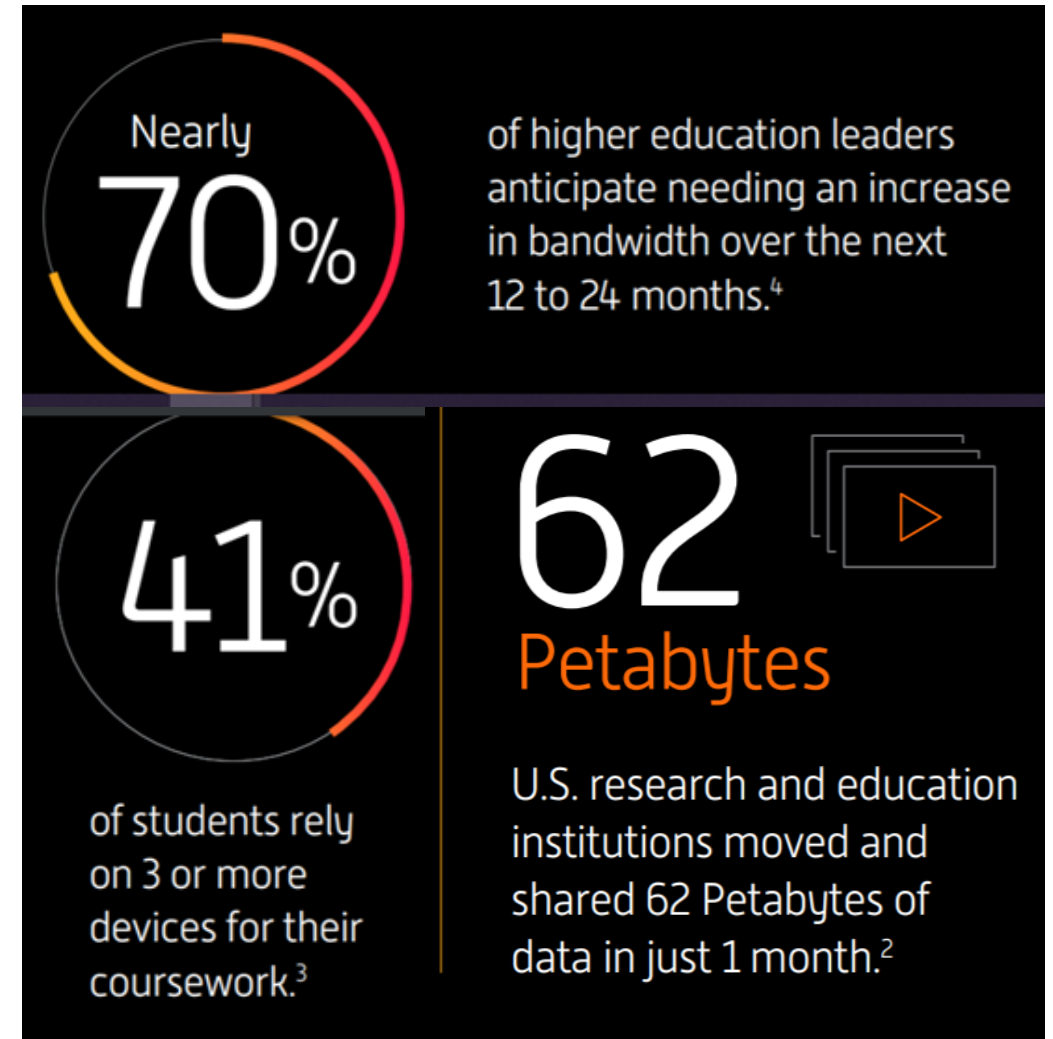 Nearly
70%
of higher education leaders
anticipate needing an increase
in bandwidth over the next
12 to 24 months.⁴
41%
of students rely
on 3 or more
devices for their
coursework.³
62
Petabytes
U.S. research and education
institutions moved and
shared 62 Petabytes of
data in just 1 month.²